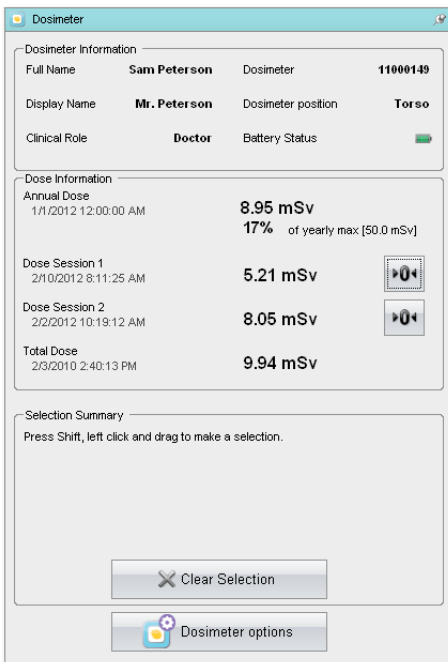 Dosimeter
Dosimeter Information
Full Name Sam Peterson Dosimeter 11000149
Display Name Mr. Peterson Dosimeter position Torso
Clinical Role Doctor Battery Status
Dose Information
Annual Dose
1/1/2012 12:00:00 AM 8.95 mSv
17% of yearly max [50.0 mSv]
Dose Session 1
2/10/2012 8:11:25 AM 5.21 mSv 0
Dose Session 2
2/2/2012 10:19:12 AM 8.05 mSv 0
Total Dose
2/3/2010 2:40:13 PM 9.94 mSv
Selection Summary
Press Shift, left click and drag to make a selection.
Clear Selection
Dosimeter options